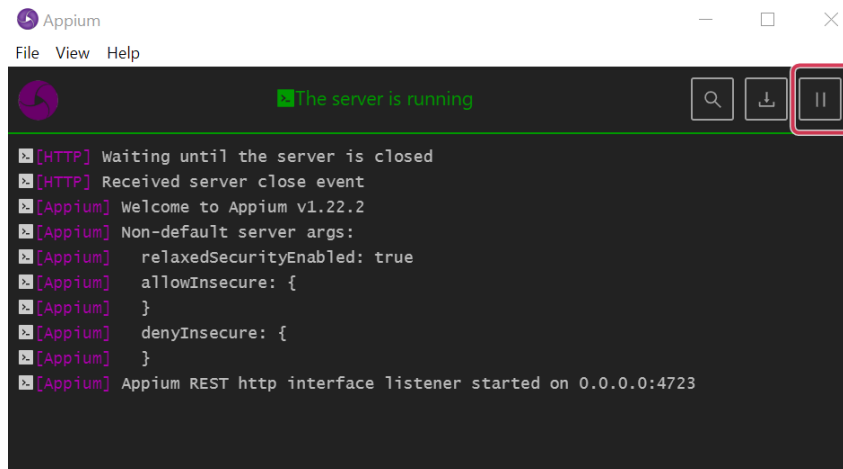 Appium
File View Help
The server is running
[HTTP] Waiting until the server is closed
[HTTP] Received server close event
[Appium] Welcome to Appium v1.22.2
[Appium] Non-default server args:
[Appium]   relaxedSecurityEnabled: true
[Appium]   allowInsecure: {
[Appium]   }
[Appium]   denyInsecure: {
[Appium]   }
[Appium] Appium REST http interface listener started on 0.0.0.0:4723